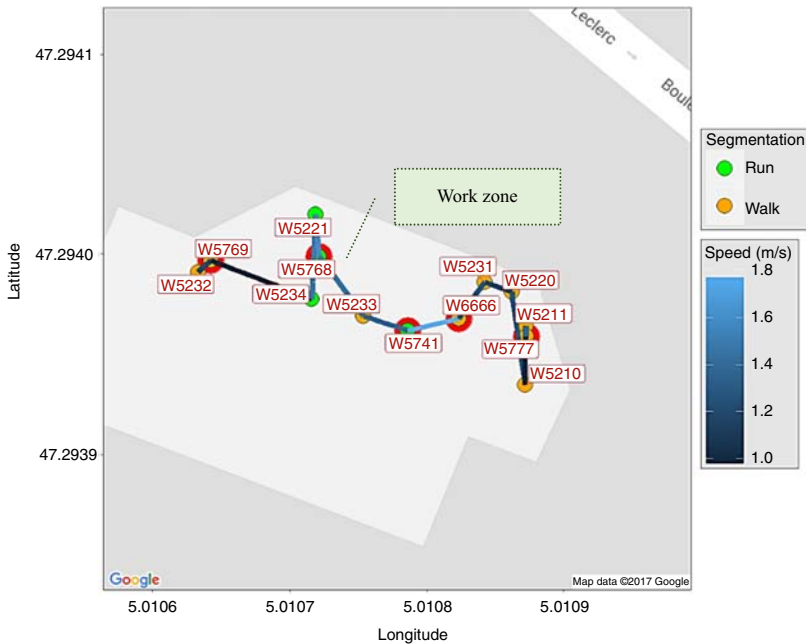 Leclerc
→
Boule
47.2941
47.2940
47.2939
Latitude
Work zone
W5221
W5769
W5768
W5232
W5234
W5233
W5741
W5231
W5220
W6666
W5211
W5777
W5210
Google
Map data ©2017 Google
5.0106
5.0107
5.0108
5.0109
Longitude
Segmentation
Run
Walk
Speed (m/s)
1.8
1.6
1.4
1.2
1.0